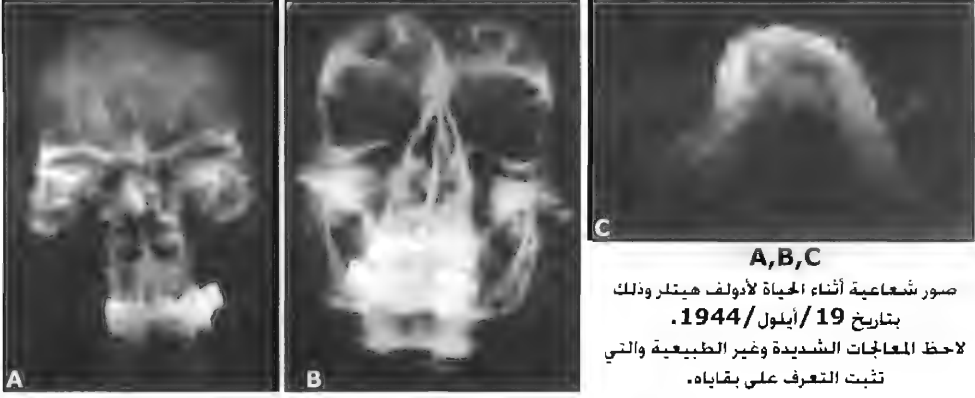 A
B
C
A,B,C
صور شعاعية أثناء الحياة لأدولف هيتلر وذلك
بتاريخ 19/أيلول/1944.
لاحظ المعالجات الشديدة وغير الطبيعية والتي
تثبت التعرف على بقاياه.